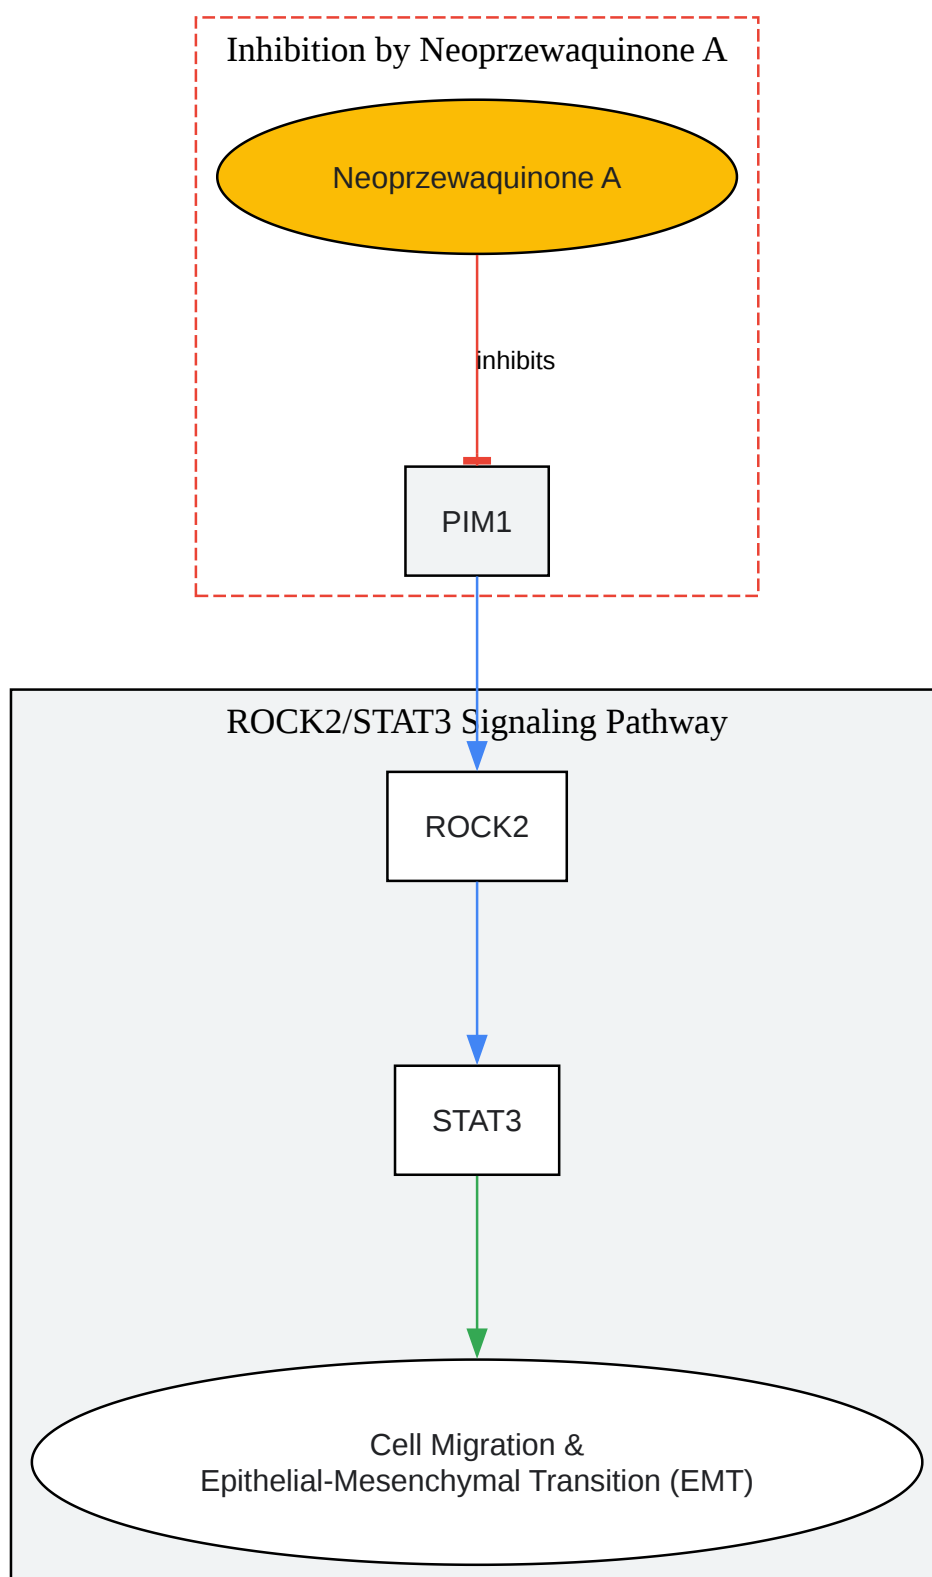 Inhibition by Neoprzewaquinone A
Neoprzewaquinone A
inhibits
PIM1
ROCK2/STAT3 Signaling Pathway
ROCK2
STAT3
Cell Migration &
Epithelial-Mesenchymal Transition (EMT)